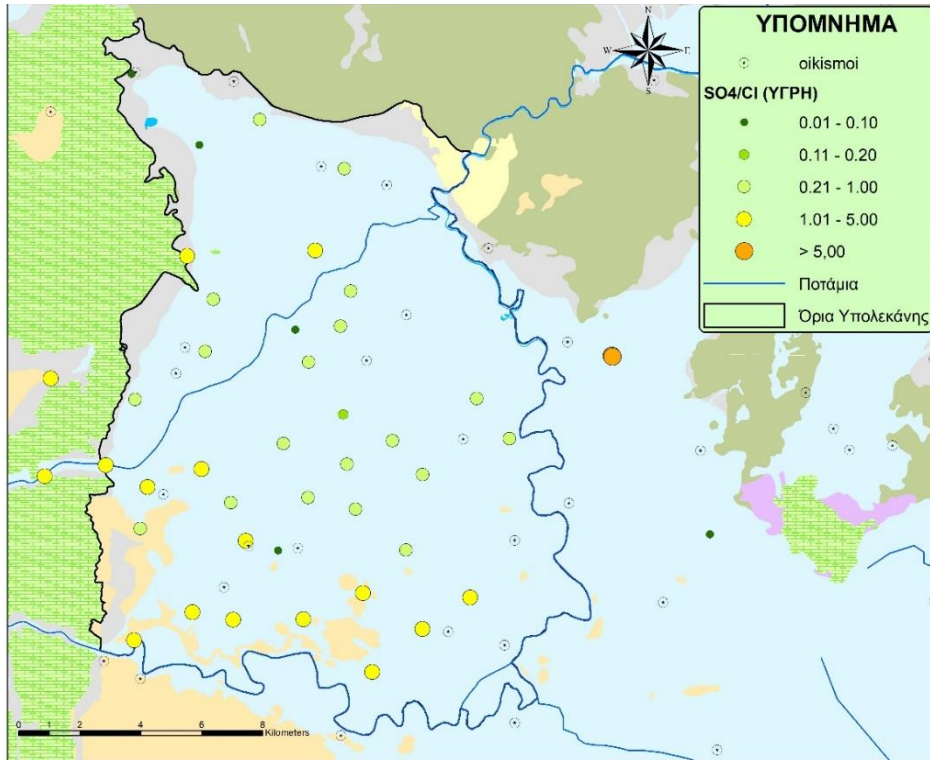 N
W
E
S
ΥΠΟΜΝΗΜΑ
oikismoi
SO4/Cl (ΥΓΡΗ)
0.01 - 0.10
0.11 - 0.20
0.21 - 1.00
1.01 - 5.00
> 5,00
Ποτάμια
Όρια Υπολεκάνης
0 1 2 4 6 8
Kilometers